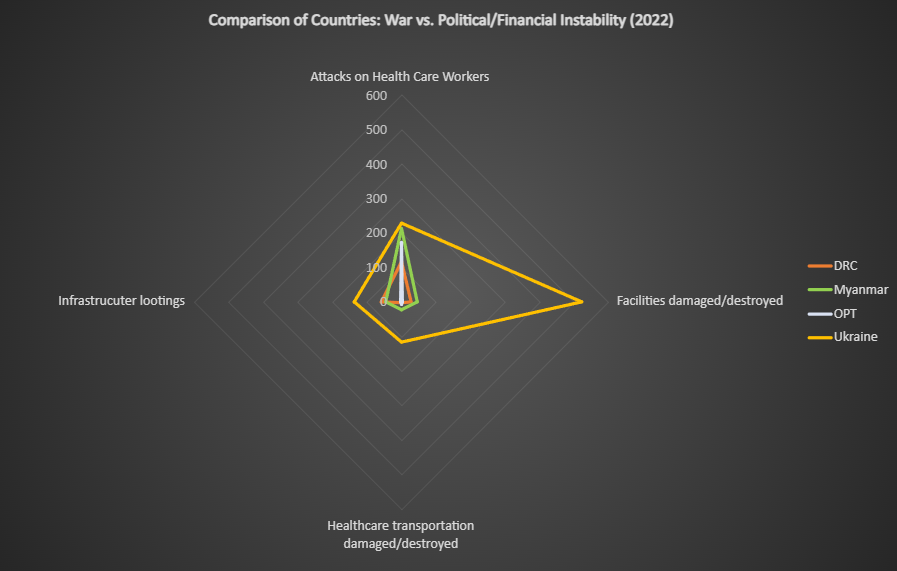 Comparison of Countries: War vs. Political/Financial Instability (2022)
Attacks on Health Care Workers
600
500
400
300
200
100
0
Infrastrucuter lootings
Facilities damaged/destroyed
DRC
Myanmar
OPT
Ukraine
Healthcare transportation
damaged/destroyed